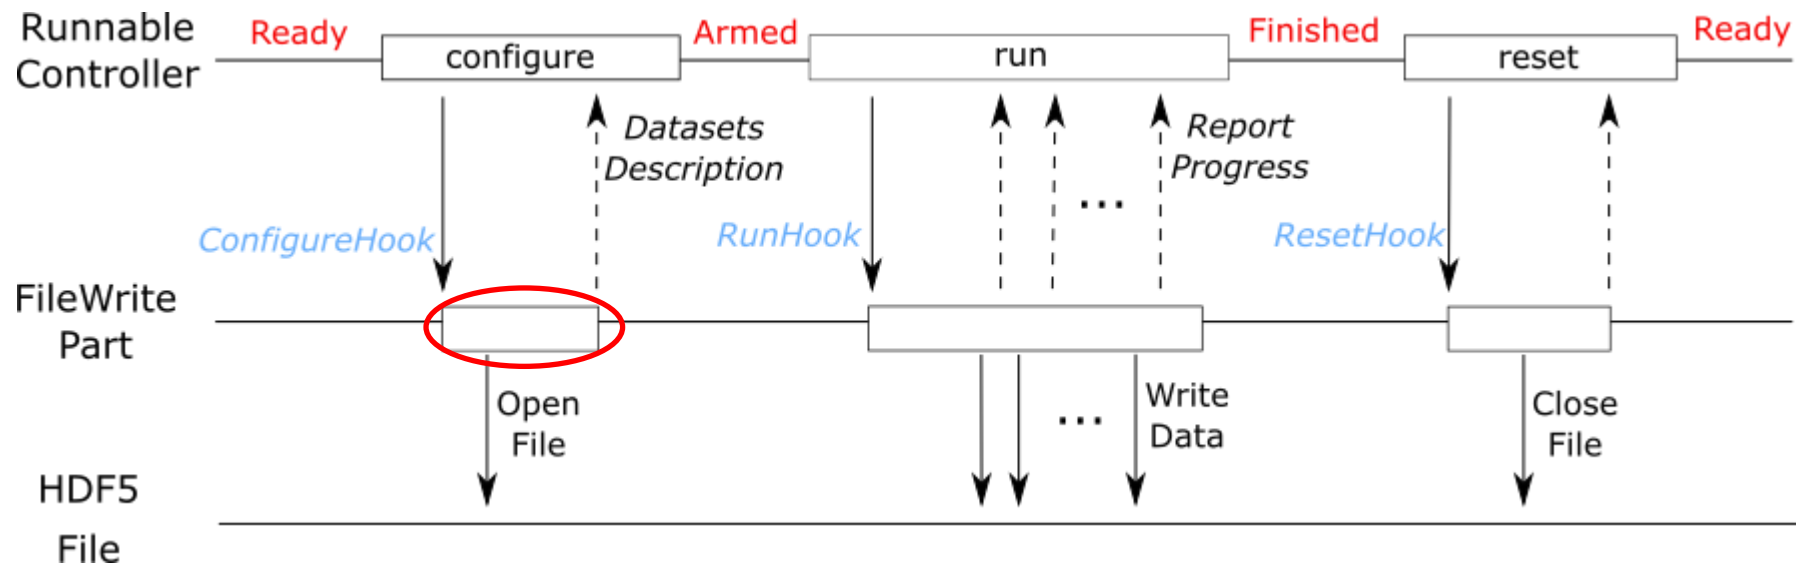 Runnable
Controller
Ready
configure
Armed
run
Finished
reset
Ready
Datasets
Description
Report
Progress
...
ConfigureHook
RunHook
ResetHook
FileWrite
Part
Open
File
...
Write
Data
Close
File
HDF5
File